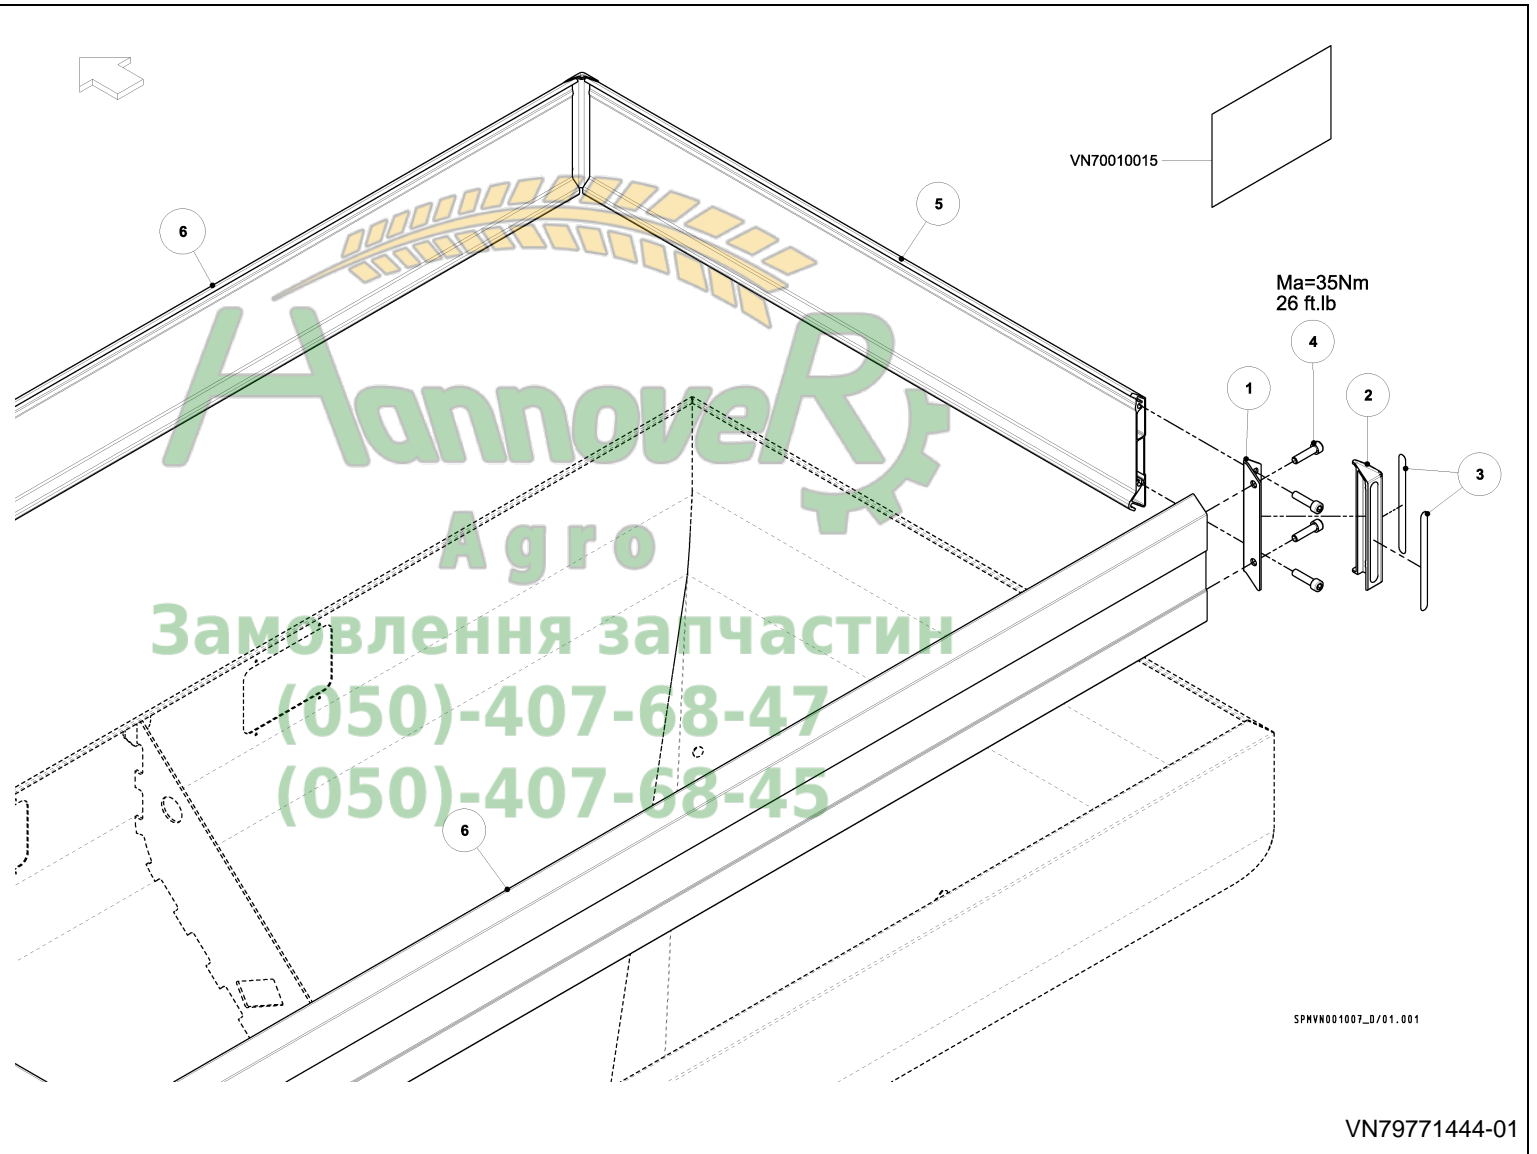 VN70010015
6
5
Ma=35Nm
26 ft.lb
4
1
2
3
HannoveR
Agro
Замовлення запчастин
(050)-407-68-47
(050)-407-68-45
6
SPMVN001007_D/01.001
VN79771444-01